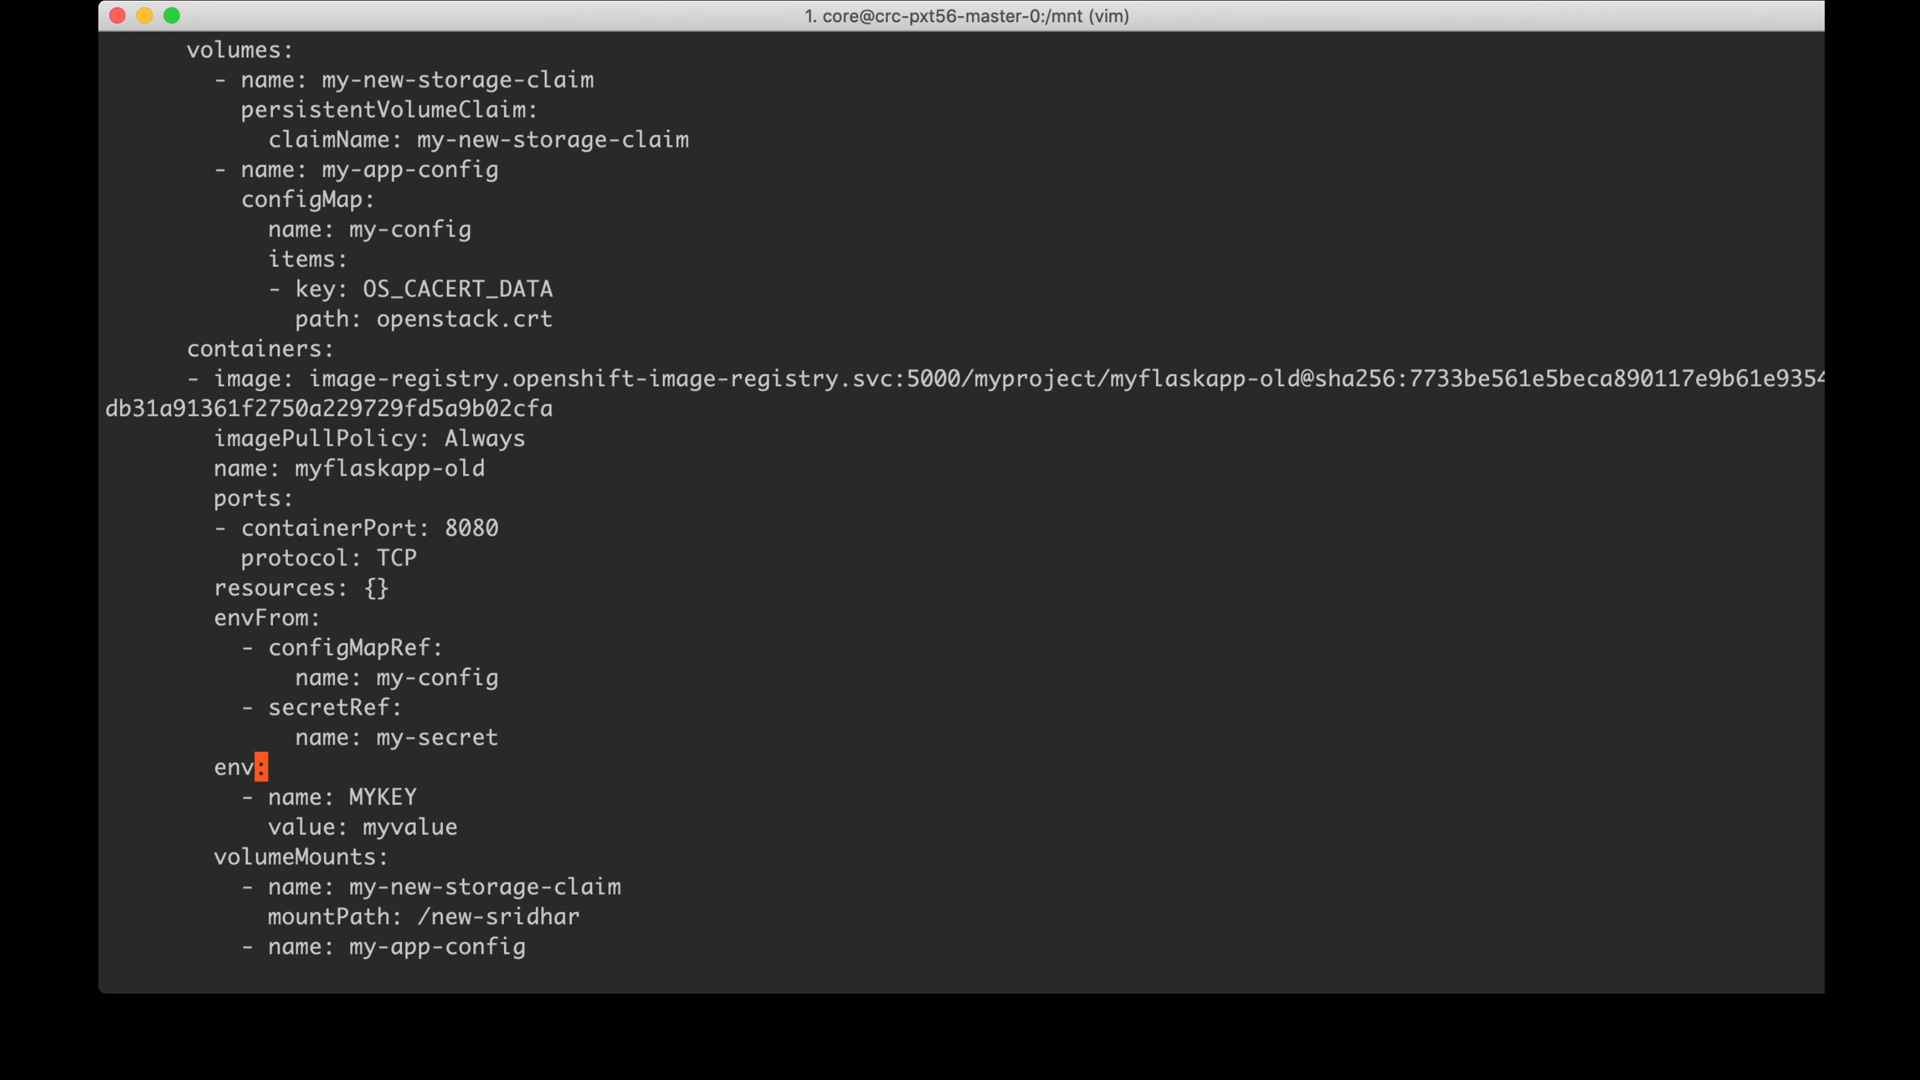 1. core@crc-pxt56-master-0:/mnt (vim)
volumes:
- name: my-new-storage-claim
persistentVolumeClaim:
claimName: my-new-storage-claim
- name: my-app-config
configMap:
name: my-config
items:
- key: OS_CACERT_DATA
path: openstack.crt
containers:
- image: image-registry.openshift-image-registry.svc:5000/myproject/myflaskapp-old@sha256:7733be561e5beca890117e9b61e9354
db31a91361f2750a229729fd5a9b02cfa
imagePullPolicy: Always
name: myflaskapp-old
ports:
- containerPort: 8080
protocol: TCP
resources: {}
envFrom:
- configMapRef:
name: my-config
- secretRef:
name: my-secret
env:
- name: MYKEY
value: myvalue
volumeMounts:
- name: my-new-storage-claim
mountPath: /new-sridhar
- name: my-app-config